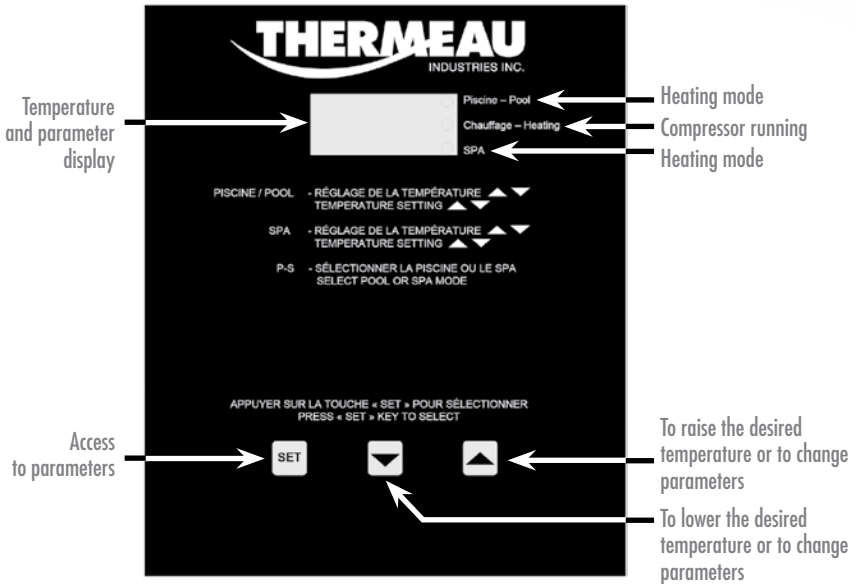 THERMEAU
INDUSTRIES INC.
Temperature
and parameter
display
Piscine – Pool
Chauffage – Heating
SPA
Heating mode
Compressor running
Heating mode
PISCINE / POOL - RÉGLAGE DE LA TEMPÉRATURE ▲ ▼
TEMPERATURE SETTING ▲ ▼
SPA - RÉGLAGE DE LA TEMPÉRATURE ▲ ▼
TEMPERATURE SETTING ▲ ▼
P-S - SÉLECTIONNER LA PISCINE OU LE SPA
SELECT POOL OR SPA MODE
APPUYER SUR LA TOUCHE « SET » POUR SÉLECTIONNER
PRESS « SET » KEY TO SELECT
Access
to parameters
SET
To raise the desired
temperature or to change
parameters
To lower the desired
temperature or to change
parameters